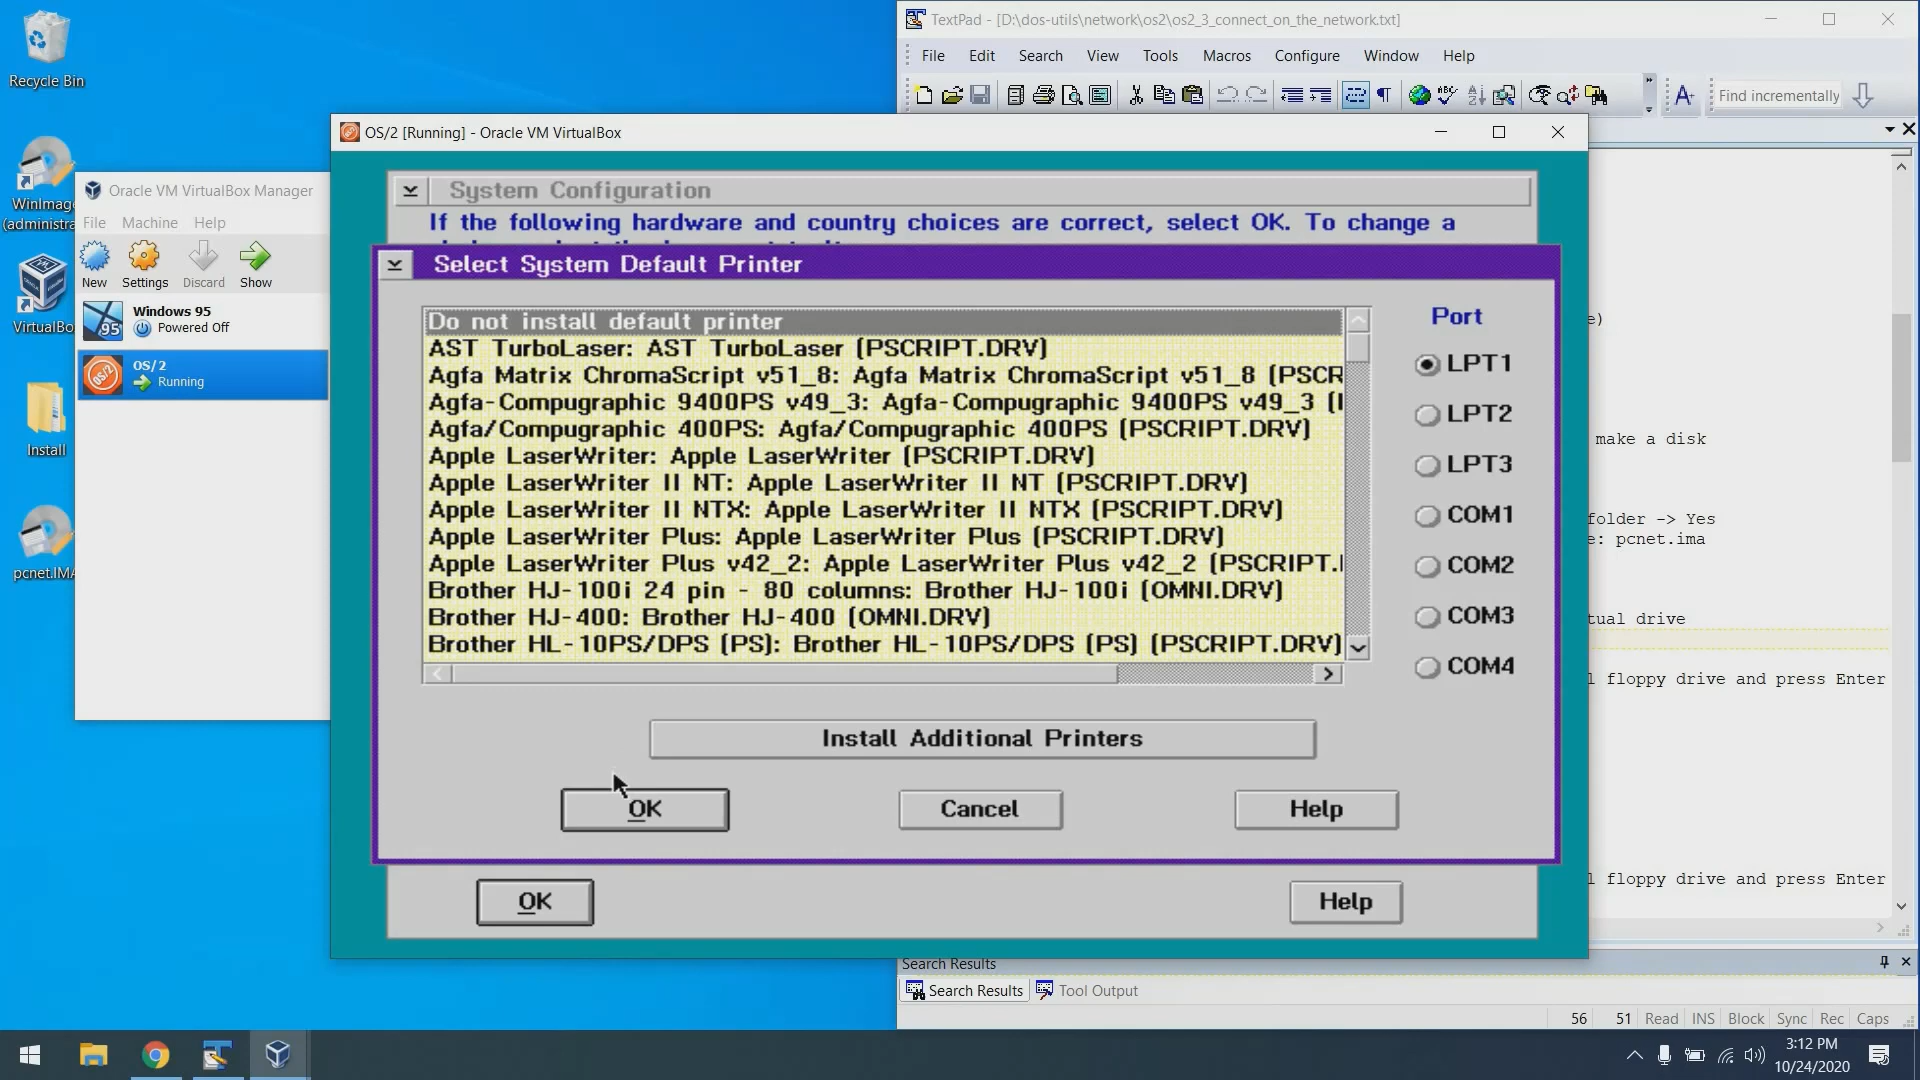 Recycle Bin
WinImage
(administra
VirtualBo
Install
pcnet.IMA
Oracle VM VirtualBox Manager
File Machine Help
New Settings Discard Show
Windows 95
Powered Off
OS/2
Running
TextPad - [D:\dos-utils\network\os2\os2_3_connect_on_the_network.txt]
File Edit Search View Tools Macros Configure Window Help
Find incrementally
OS/2 [Running] - Oracle VM VirtualBox
System Configuration
If the following hardware and country choices are correct, select OK. To change a
Select System Default Printer
Do not install default printer
AST TurboLaser: AST TurboLaser (PSCRIPT.DRV)
Agfa Matrix ChromaScript v51_8: Agfa Matrix ChromaScript v51_8 (PSCR
Agfa-Compugraphic 9400PS v49_3: Agfa-Compugraphic 9400PS v49_3 (
Agfa/Compugraphic 400PS: Agfa/Compugraphic 400PS (PSCRIPT.DRV)
Apple LaserWriter: Apple LaserWriter (PSCRIPT.DRV)
Apple LaserWriter II NT: Apple LaserWriter II NT (PSCRIPT.DRV)
Apple LaserWriter II NTX: Apple LaserWriter II NTX (PSCRIPT.DRV)
Apple LaserWriter Plus: Apple LaserWriter Plus (PSCRIPT.DRV)
Apple LaserWriter Plus v42_2: Apple LaserWriter Plus v42_2 (PSCRIPT.
Brother HJ-100i 24 pin - 80 columns: Brother HJ-100i (OMNI.DRV)
Brother HJ-400: Brother HJ-400 (OMNI.DRV)
Brother HL-10PS/DPS (PS): Brother HL-10PS/DPS (PS) (PSCRIPT.DRV)
Port
LPT1
LPT2
LPT3
COM1
COM2
COM3
COM4
Install Additional Printers
OK Cancel Help
OK Help
e)
make a disk
folder -> Yes
e: pcnet.ima
tual drive
l floppy drive and press Enter
l floppy drive and press Enter
Search Results
Search Results Tool Output
56 51 Read INS Block Sync Rec Caps
3:12 PM
10/24/2020